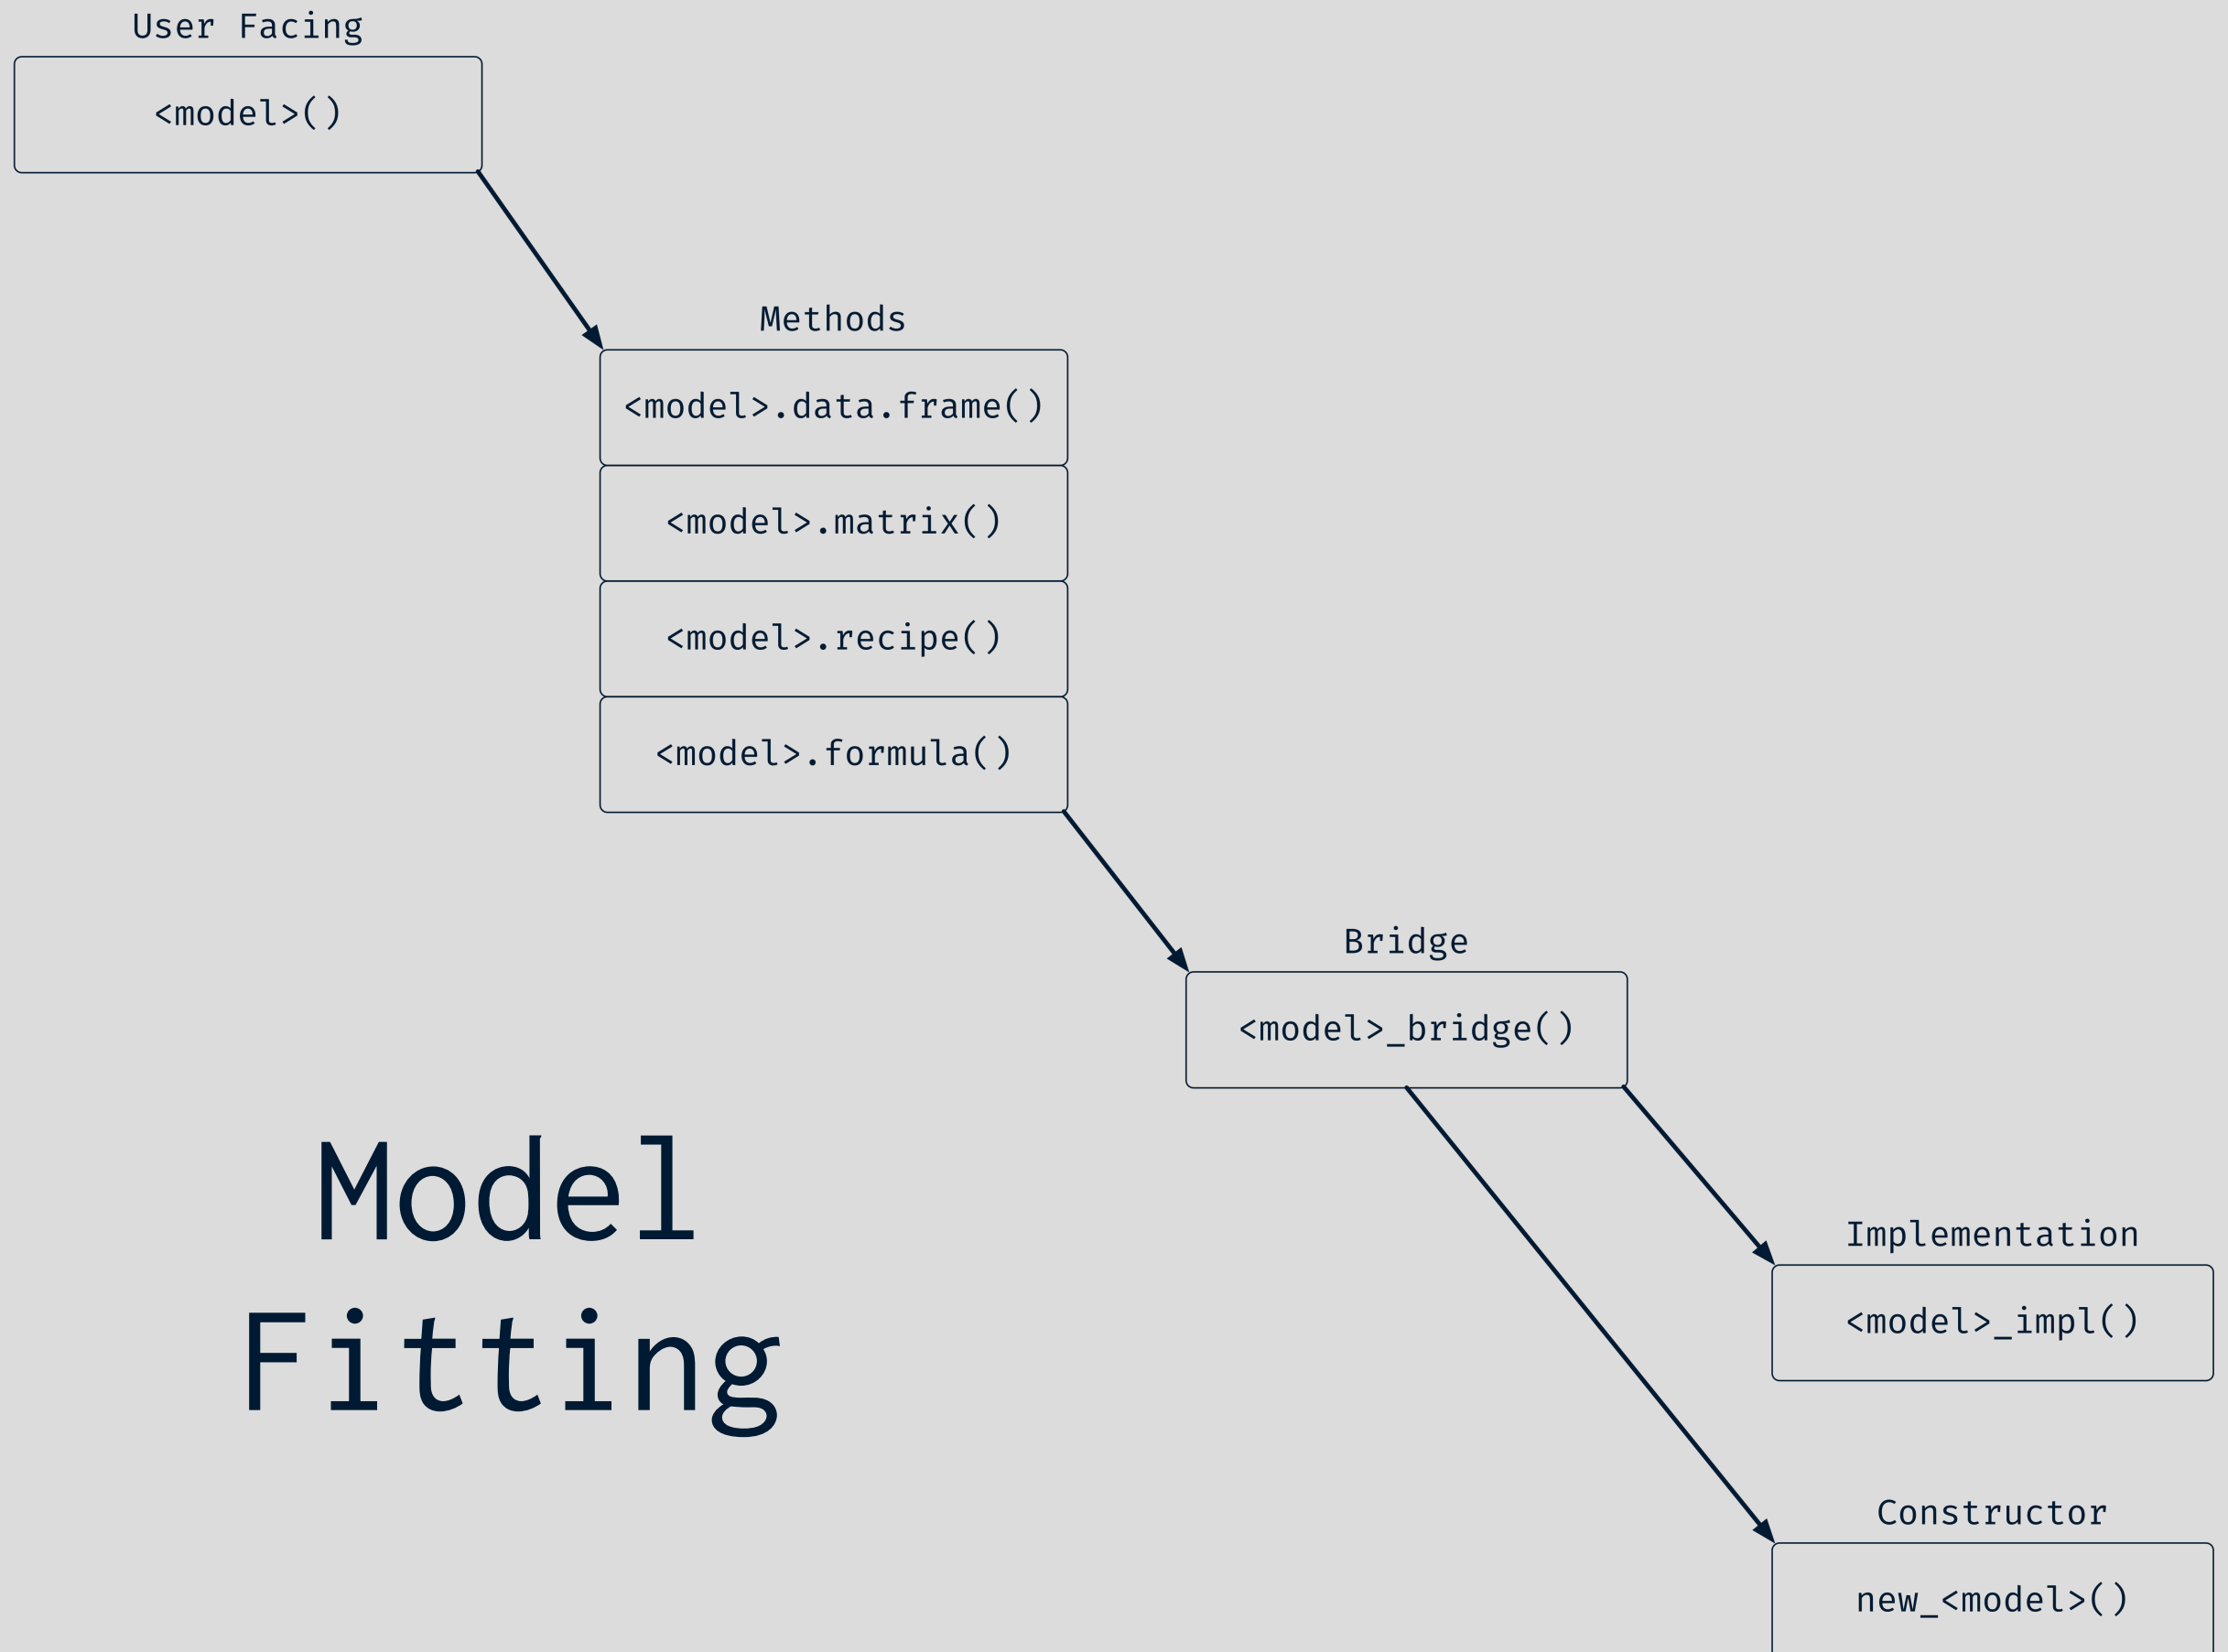 User Facing
<model>()
Methods
<model>.data.frame()
<model>.matrix()
<model>.recipe()
<model>.formula()
Bridge
<model>_bridge()
Model
Fitting
Implementation
<model>_impl()
Constructor
new_<model>()